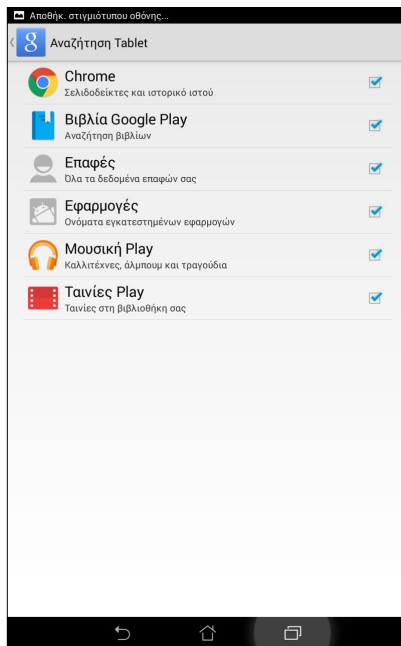 Αποθήκ. στιγμιότυπου οθόνης...
Αναζήτηση Tablet
Chrome
Σελιδοδείκτες και ιστορικό ιστού
Βιβλία Google Play
Αναζήτηση βιβλίων
Επαφές
Όλα τα δεδομένα επαφών σας
Εφαρμογές
Ονόματα εγκατεστημένων εφαρμογών
Μουσική Play
Καλλιτέχνες, άλμπουμ και τραγούδια
Ταινίες Play
Ταινίες στη βιβλιοθήκη σας